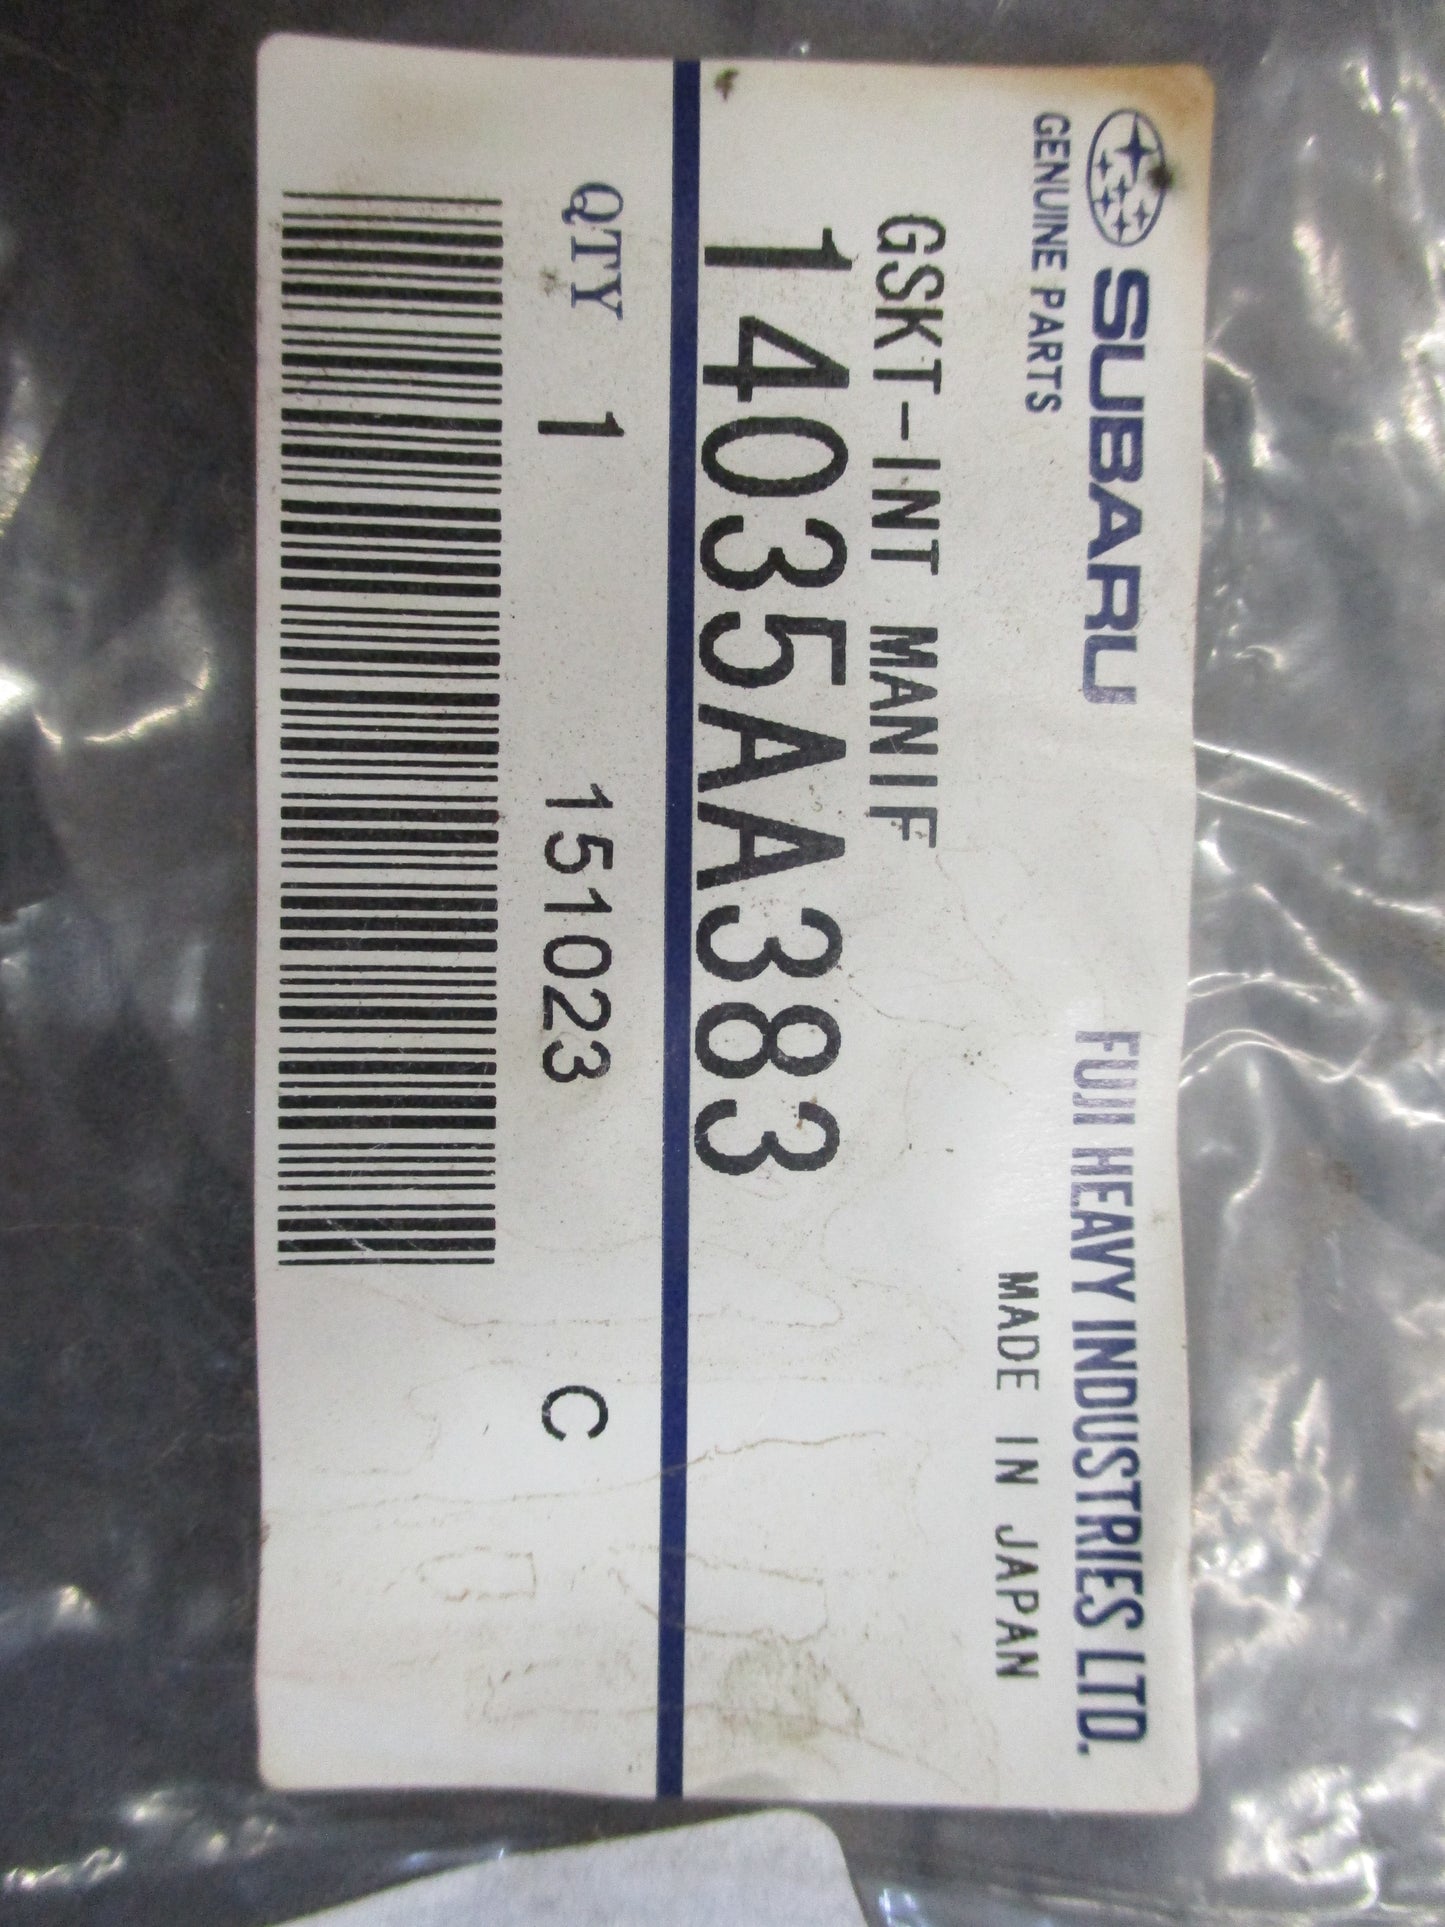 SUBARU FUJI HEAVY INDUSTRIES LTD.
GENUINE PARTS
MADE IN JAPAN
GSKT-INT MANIF
14035AA383
QTY 1 151023 C